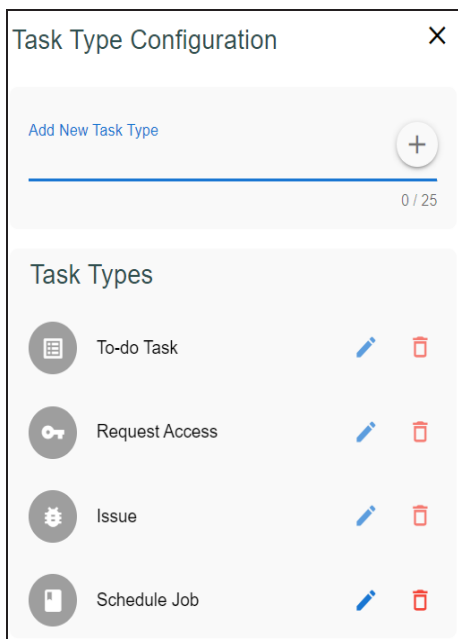 Task Type Configuration
Add New Task Type
0 / 25
Task Types
To-do Task
Request Access
Issue
Schedule Job